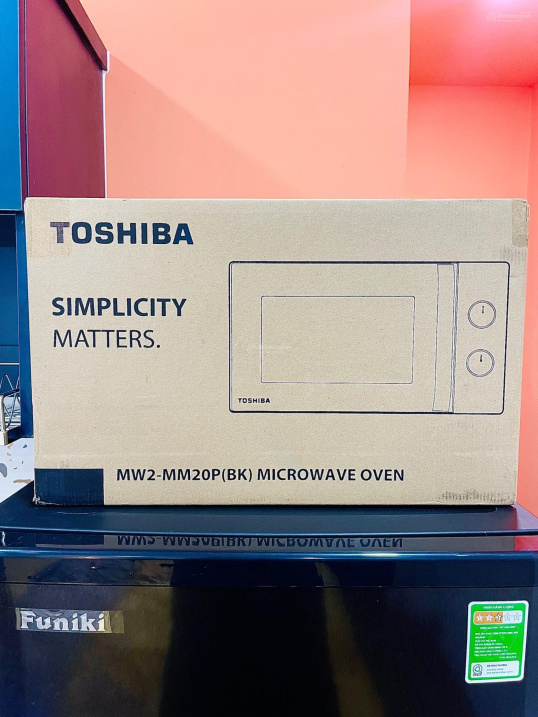 TOSHIBA
SIMPLICITY
MATTERS.
TOSHIBA
MW2-MM20P(BK) MICROWAVE OVEN
Funiki